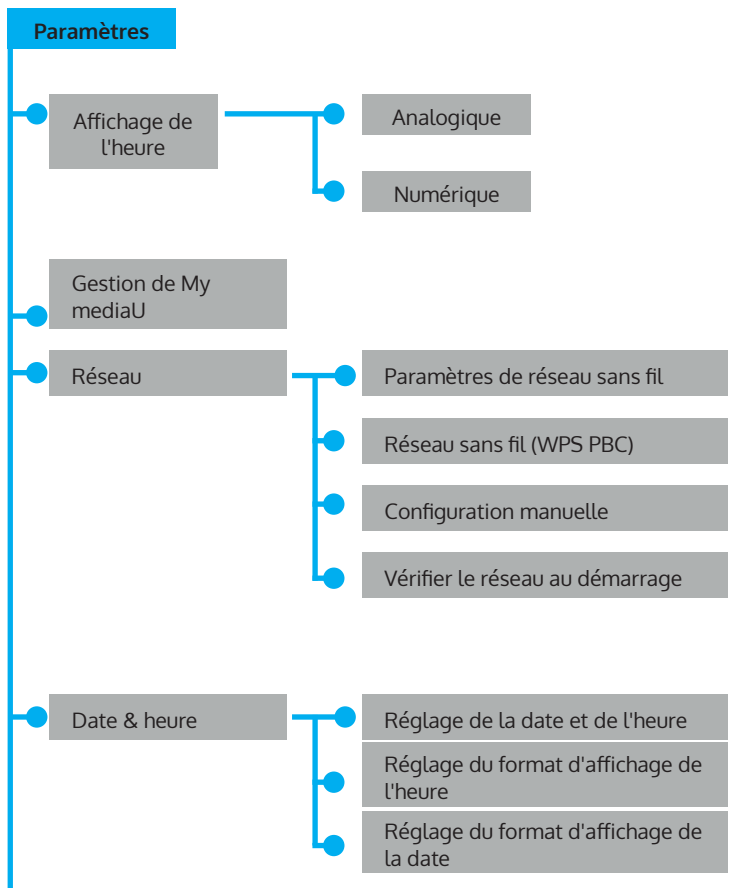 Paramètres
Affichage de
l'heure
Analogique
Numérique
Gestion de My
mediaU
Réseau
Paramètres de réseau sans fil
Réseau sans fil (WPS PBC)
Configuration manuelle
Vérifier le réseau au démarrage
Date & heure
Réglage de la date et de l'heure
Réglage du format d'affichage de
l'heure
Réglage du format d'affichage de
la date